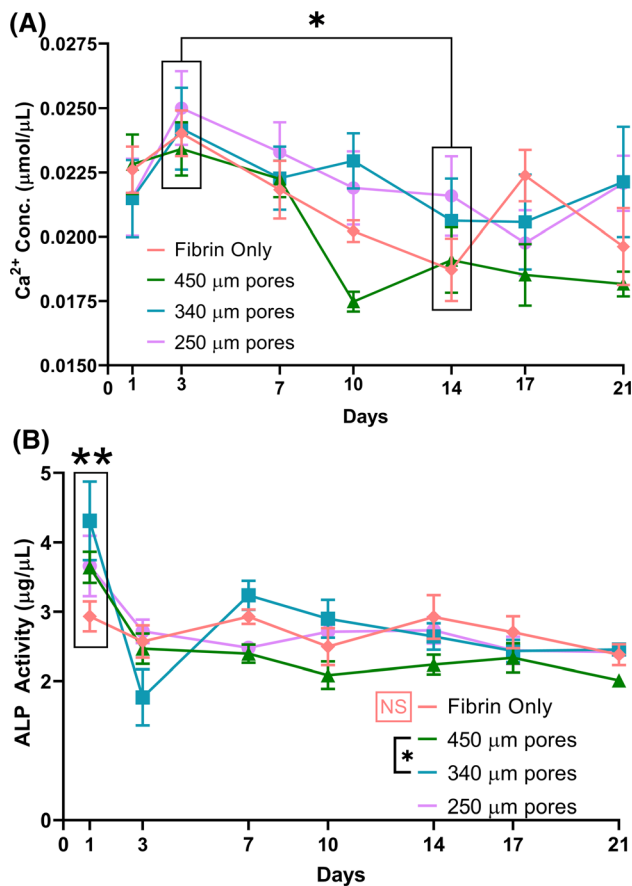 (A)
*
0.0275
0.0250
0.0225
0.0200
0.0175
0.0150
Ca²⁺ Conc. (μmol/μL)
Fibrin Only
450 μm pores
340 μm pores
250 μm pores
0 1 3 7 10 14 17 21
Days
(B)
**
5
4
3
2
0
ALP Activity (μg/μL)
NS Fibrin Only
450 μm pores
*
340 μm pores
250 μm pores
0 1 3 7 10 14 17 21
Days